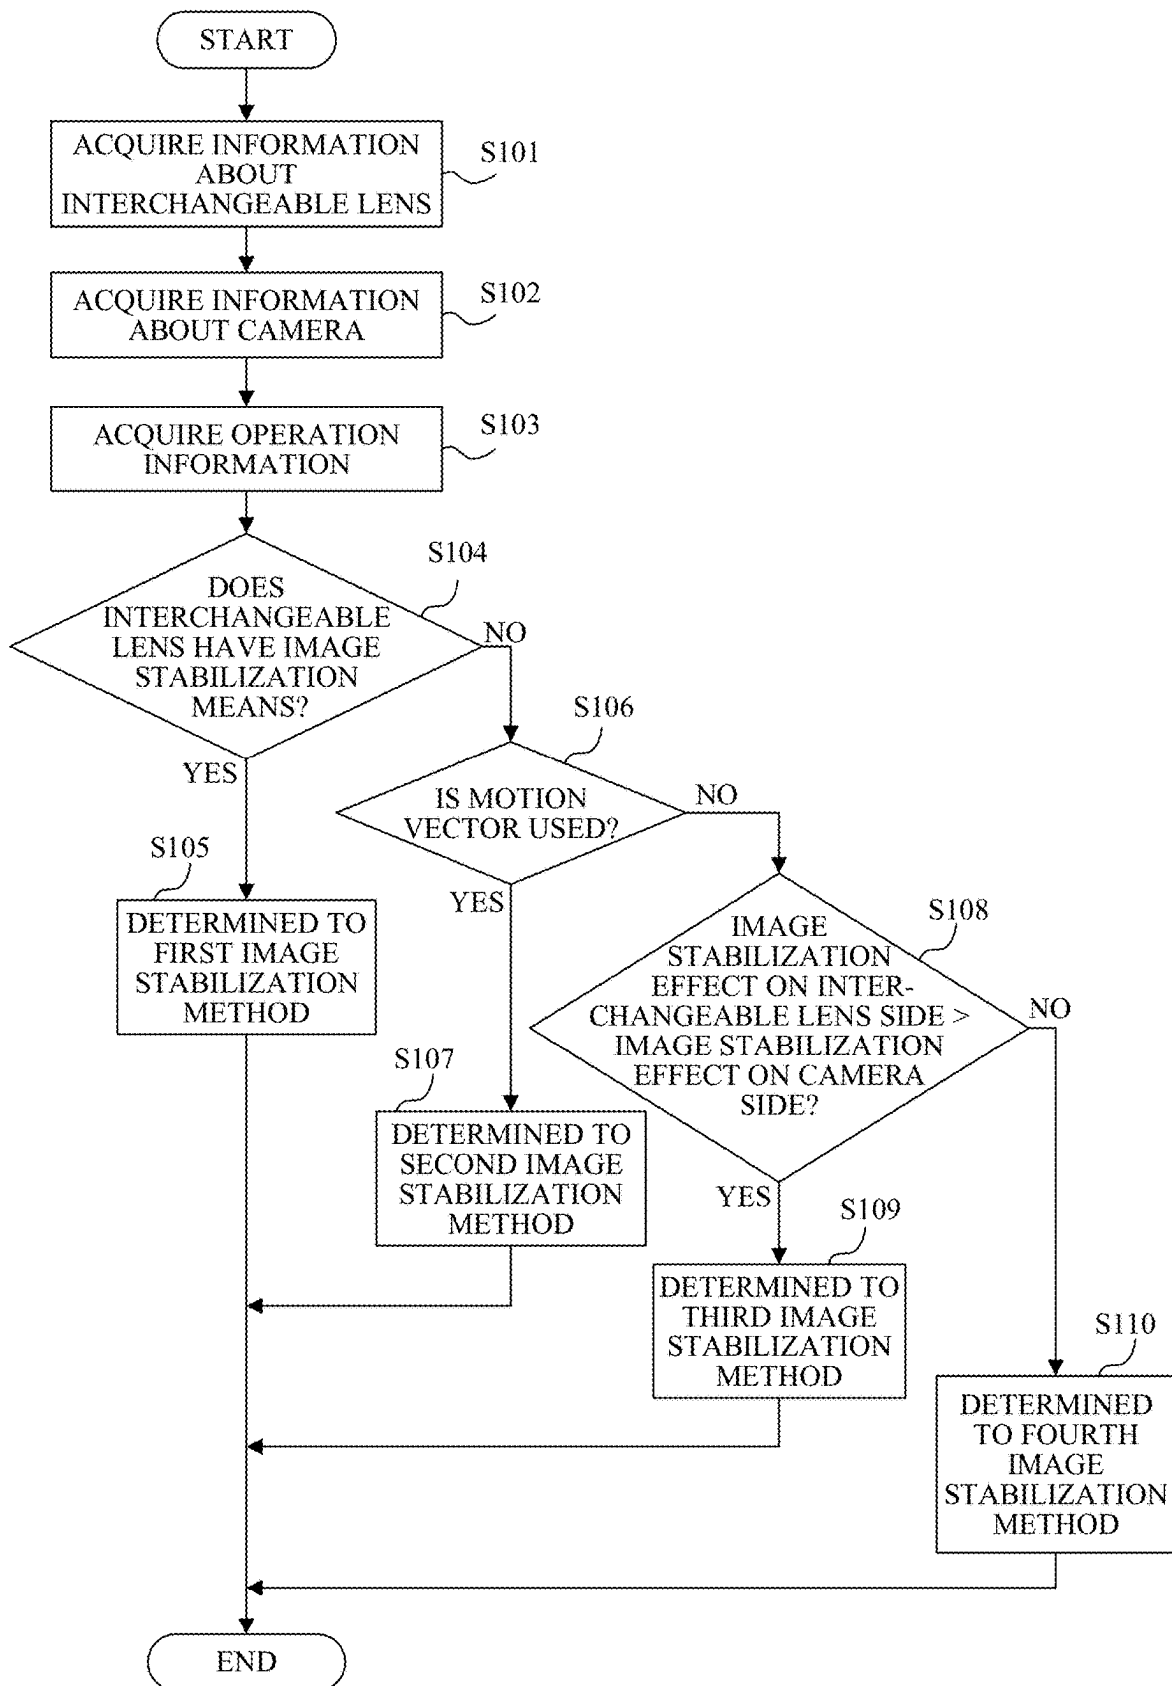 START
ACQUIRE INFORMATION
ABOUT
INTERCHANGEABLE LENS
S101
ACQUIRE INFORMATION
ABOUT CAMERA
S102
ACQUIRE OPERATION
INFORMATION
S103
DOES
INTERCHANGEABLE
LENS HAVE IMAGE
STABILIZATION
MEANS?
S104
NO
YES
S105
DETERMINED TO
FIRST IMAGE
STABILIZATION
METHOD
S106
IS MOTION
VECTOR USED?
NO
YES
S107
DETERMINED TO
SECOND IMAGE
STABILIZATION
METHOD
S108
IMAGE
STABILIZATION
EFFECT ON INTER-
CHANGEABLE LENS SIDE >
IMAGE STABILIZATION
EFFECT ON CAMERA
SIDE?
NO
YES
S109
DETERMINED TO
THIRD IMAGE
STABILIZATION
METHOD
S110
DETERMINED
TO FOURTH
IMAGE
STABILIZATION
METHOD
END